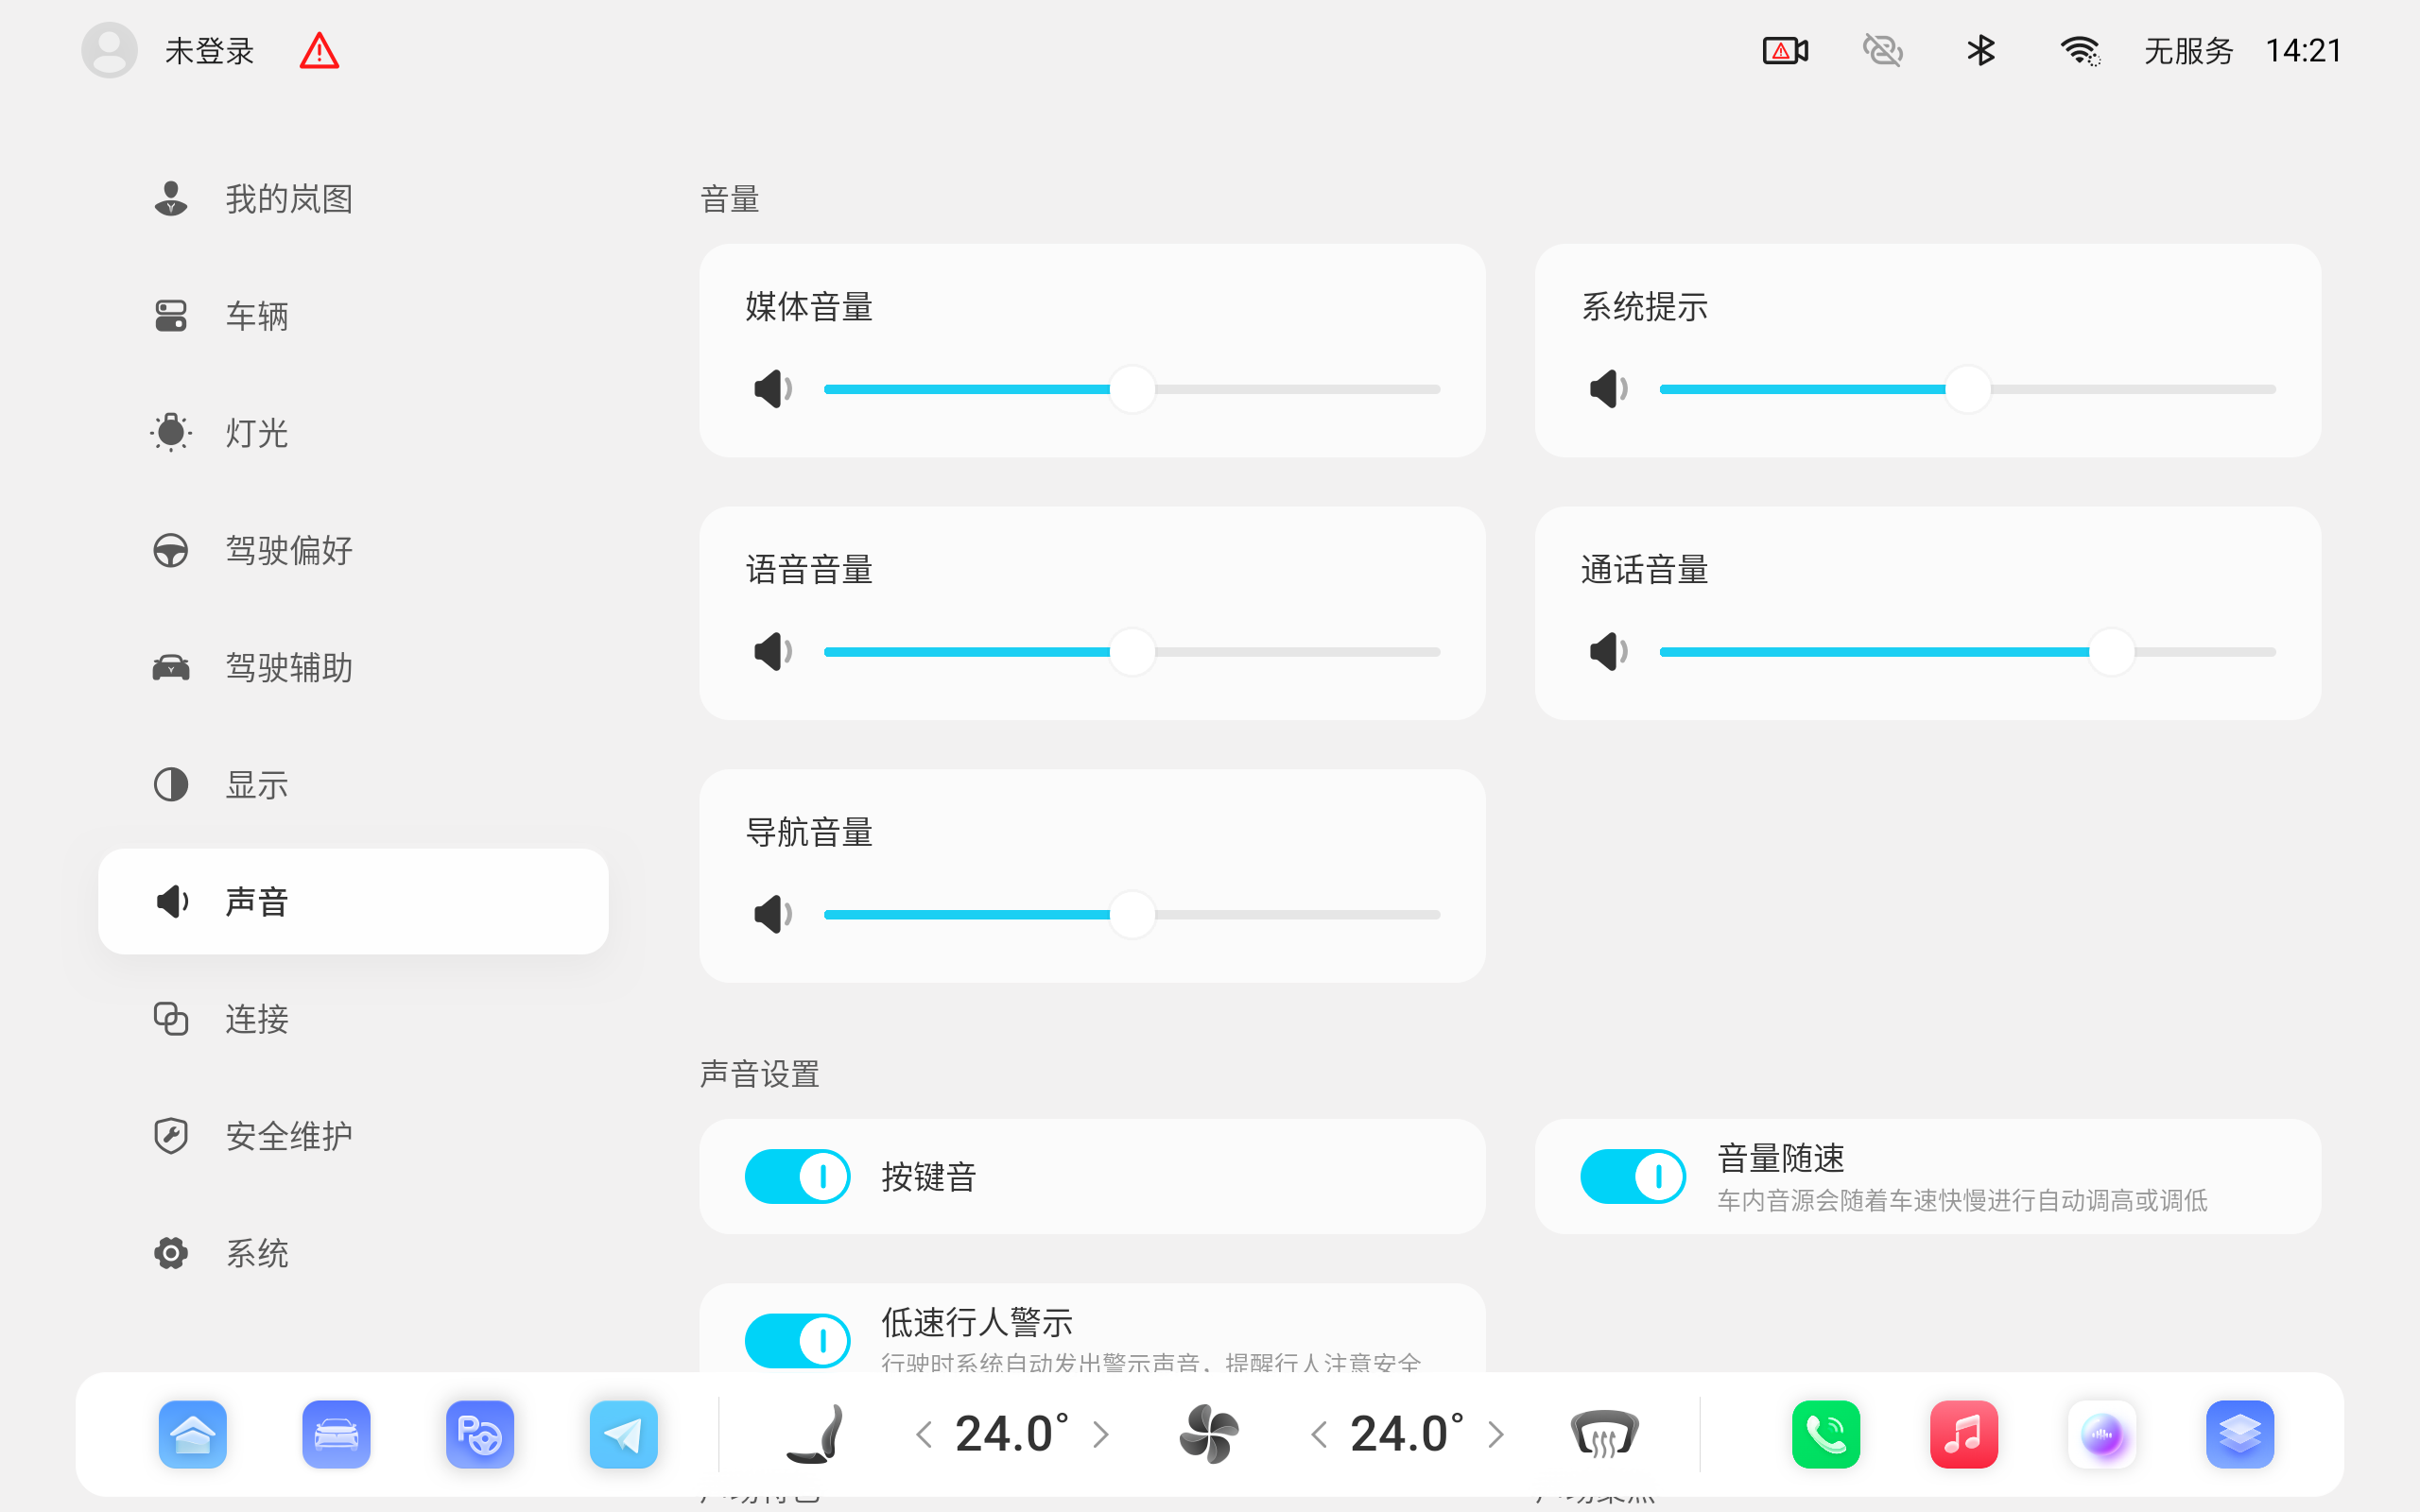 未登录
无服务 14:21
我的岚图
车辆
灯光
驾驶偏好
驾驶辅助
显示
声音
连接
安全维护
系统
音量
媒体音量
系统提示
语音音量
通话音量
导航音量
声音设置
按键音
音量随速
车内音源会随着车速快慢进行自动调高或调低
低速行人警示
行驶时系统自动发出警示声音，提醒行人注意安全
24.0° 24.0°